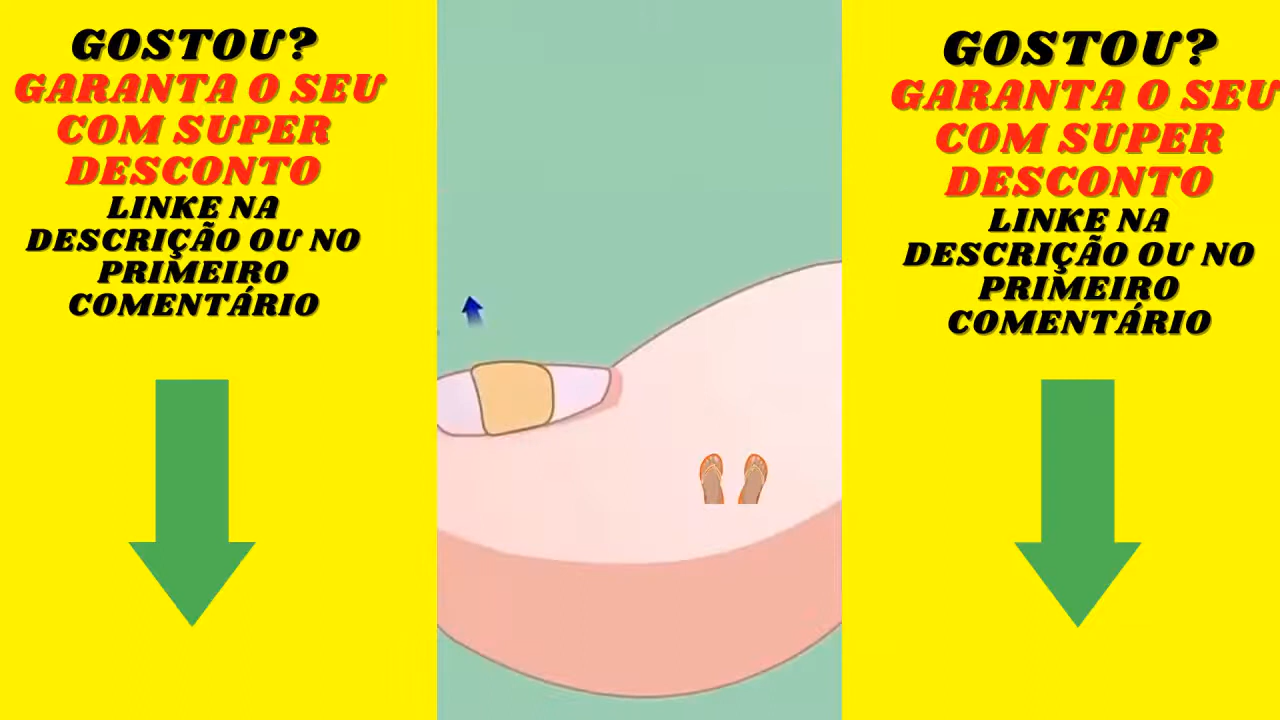 GOSTOU?
GARANTA O SEU
COM SUPER
DESCONTO
LINKE NA
DESCRIÇÃO OU NO
PRIMEIRO
COMENTÁRIO
GOSTOU?
GARANTA O SEU
COM SUPER
DESCONTO
LINKE NA
DESCRIÇÃO OU NO
PRIMEIRO
COMENTÁRIO